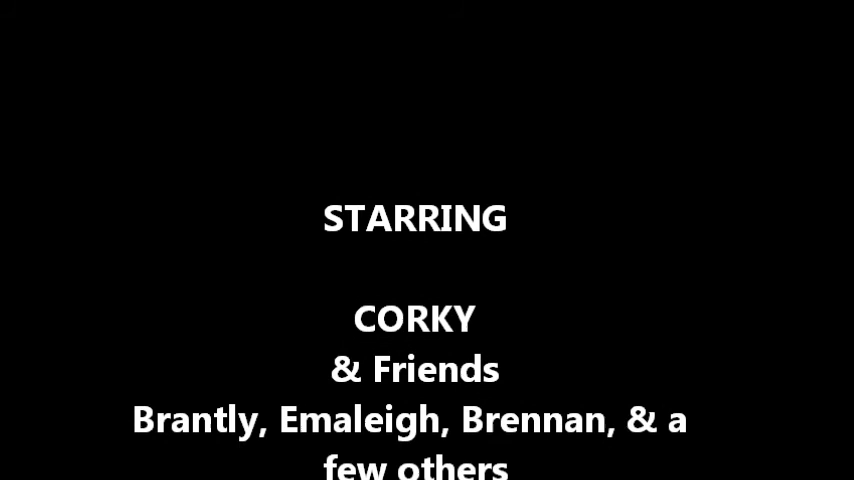 STARRING
CORKY
& Friends
Brantly, Emaleigh, Brennan, & a
few others